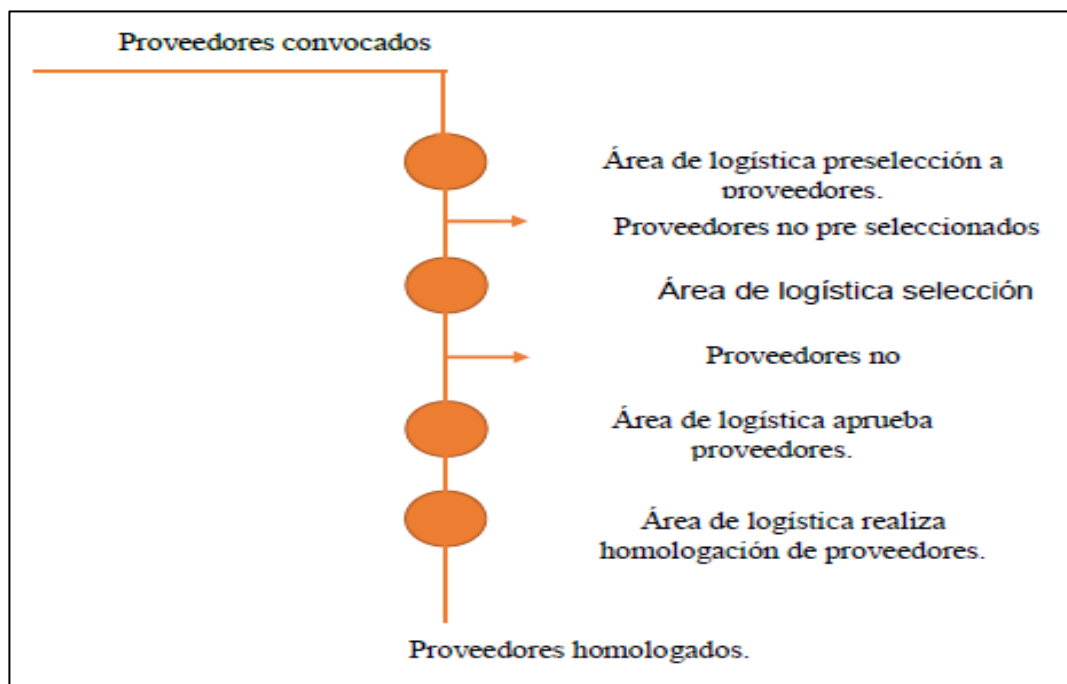 Proveedores convocados
Área de logística preselección a
proveedores.
Proveedores no pre seleccionados
Área de logística selección
Proveedores no
Área de logística aprueba
proveedores.
Área de logística realiza
homologación de proveedores.
Proveedores homologados.